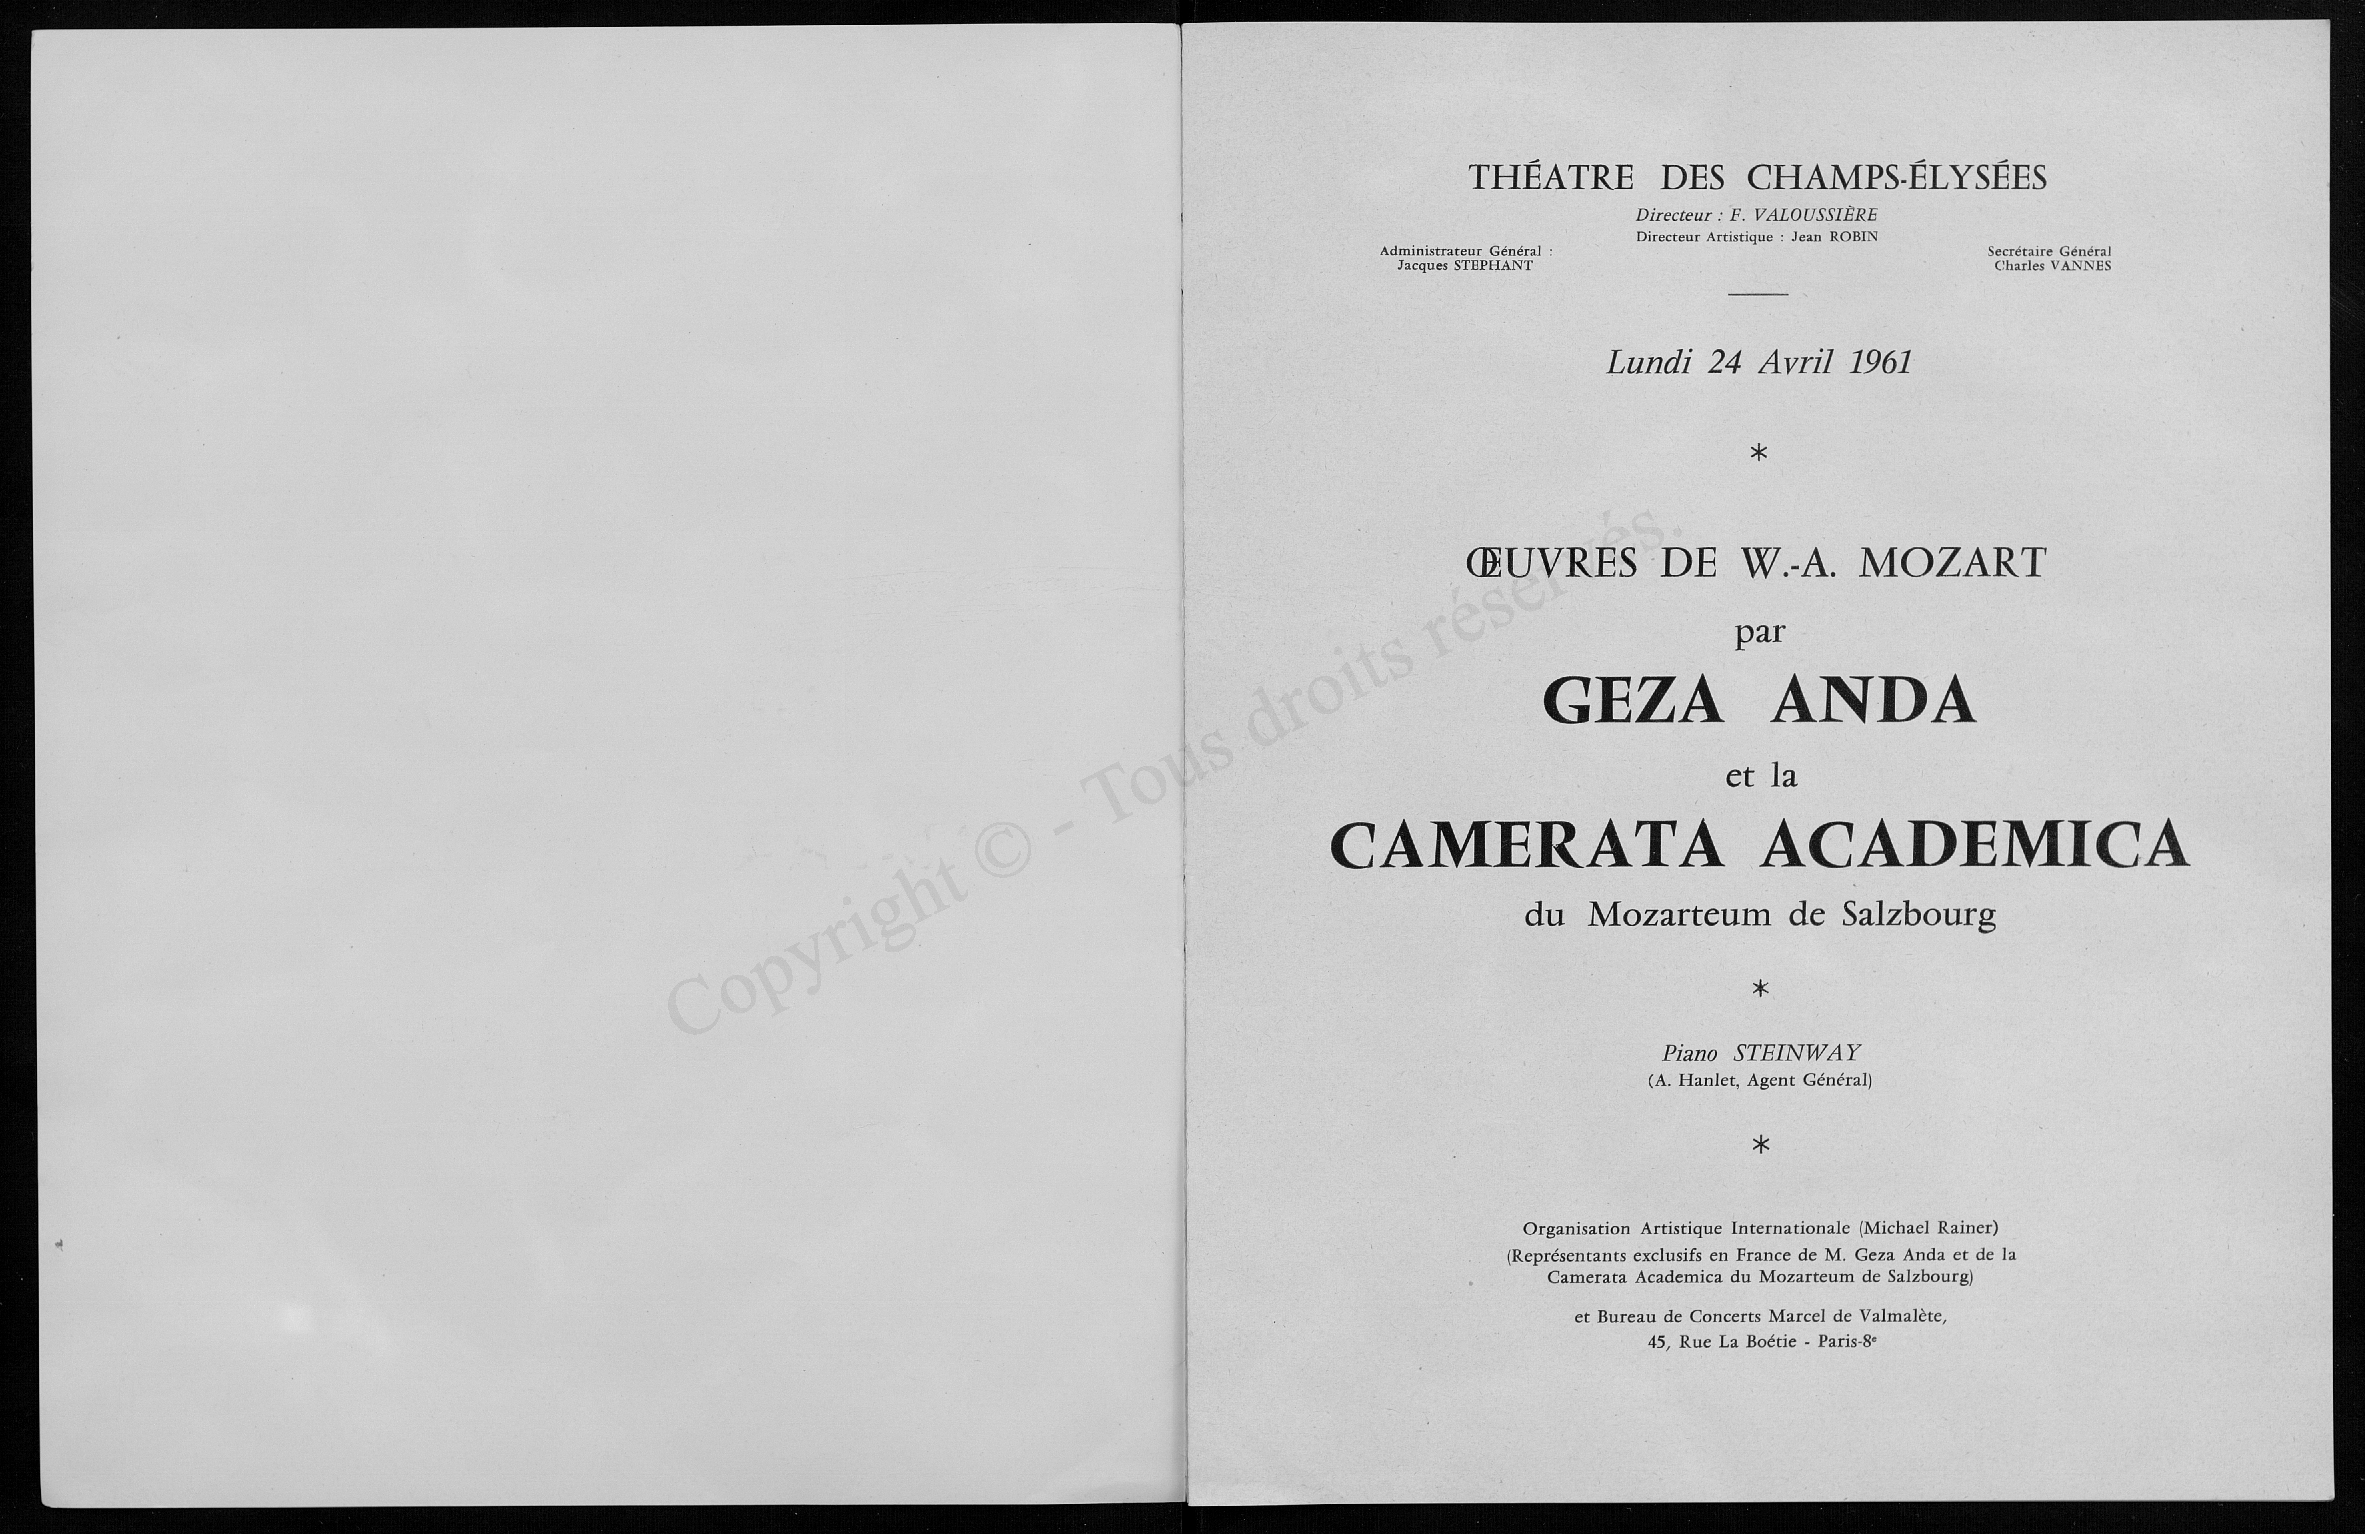 THÉATRE DES CHAMPS-ÉLYSÉES
Directeur : F. VALOUSSIÈRE
Directeur Artistique : Jean ROBIN
Administrateur Général :
Jacques STEPHANT
Secrétaire Général
Charles VANNES
Lundi 24 Avril 1961
*
ŒUVRES DE W.-A. MOZART
par
GEZA ANDA
et la
CAMERATA ACADEMICA
du Mozarteum de Salzbourg
*
Piano STEINWAY
(A. Hanlet, Agent Général)
*
Organisation Artistique Internationale (Michael Rainer)
(Représentants exclusifs en France de M. Geza Anda et de la
Camerata Academica du Mozarteum de Salzbourg)
et Bureau de Concerts Marcel de Valmalète,
45, Rue La Boétie - Paris-8e
Copyright © - Tous droits réservés.